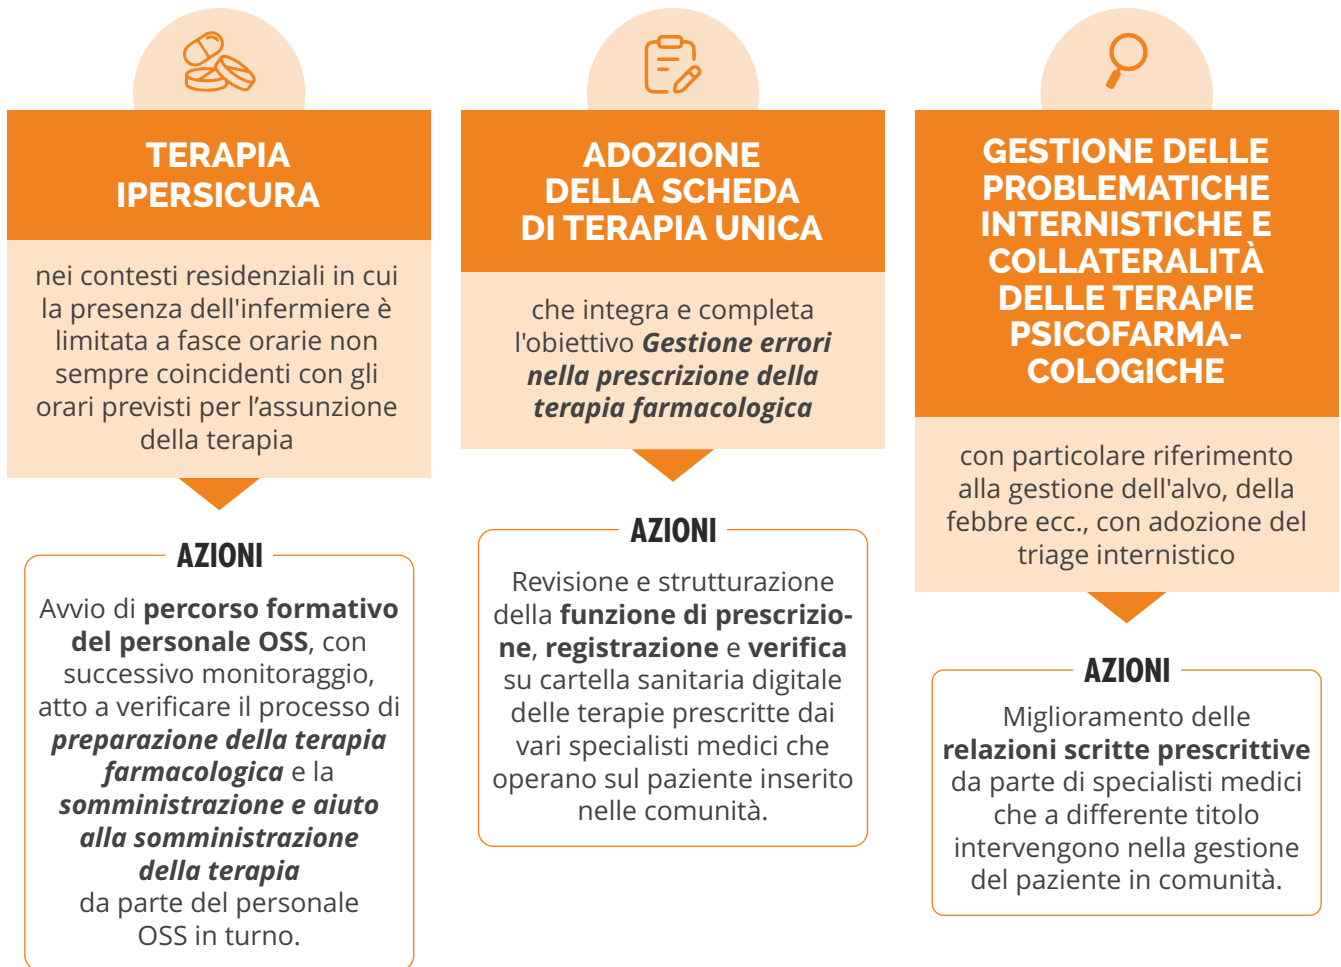 TERAPIA
IPERSICURA
nei contesti residenziali in cui
la presenza dell'infermiere è
limitata a fasce orarie non
sempre coincidenti con gli
orari previsti per l’assunzione
della terapia
AZIONI
Avvio di percorso formativo
del personale OSS, con
successivo monitoraggio,
atto a verificare il processo di
preparazione della terapia
farmacologica e la
somministrazione e aiuto
alla somministrazione
della terapia
da parte del personale
OSS in turno.
ADOZIONE
DELLA SCHEDA
DI TERAPIA UNICA
che integra e completa
l'obiettivo Gestione errori
nella prescrizione della
terapia farmacologica
AZIONI
Revisione e strutturazione
della funzione di prescrizio-
ne, registrazione e verifica
su cartella sanitaria digitale
delle terapie prescritte dai
vari specialisti medici che
operano sul paziente inserito
nelle comunità.
GESTIONE DELLE
PROBLEMATICHE
INTERNISTICHE E
COLLATERALITÀ
DELLE TERAPIE
PSICOFARMA-
COLOGICHE
con particolare riferimento
alla gestione dell'alvo, della
febbre ecc., con adozione del
triage internistico
AZIONI
Miglioramento delle
relazioni scritte prescrittive
da parte di specialisti medici
che a differente titolo
intervengono nella gestione
del paziente in comunità.